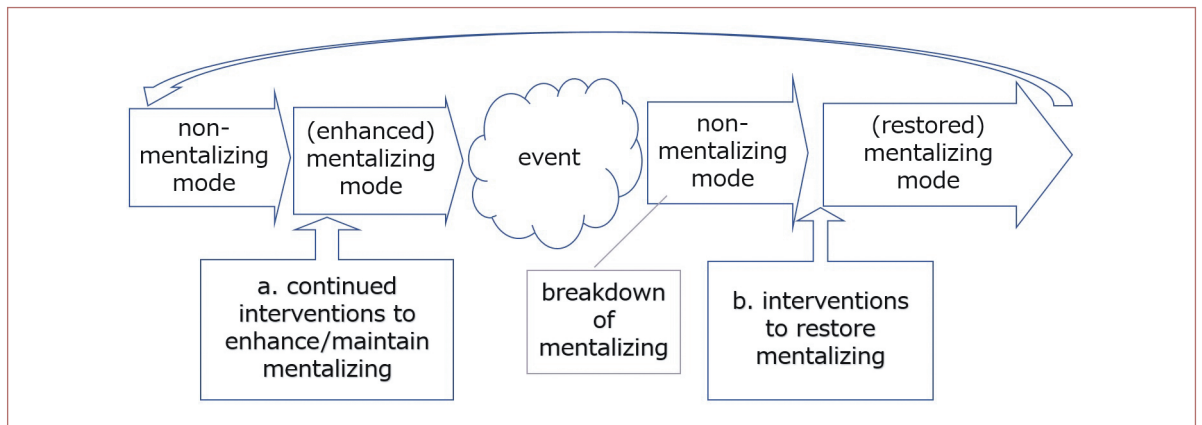 non-
mentalizing
mode
(enhanced)
mentalizing
mode
event
non-
mentalizing
mode
(restored)
mentalizing
mode
a. continued
interventions to
enhance/maintain
mentalizing
breakdown
of
mentalizing
b. interventions
to restore
mentalizing